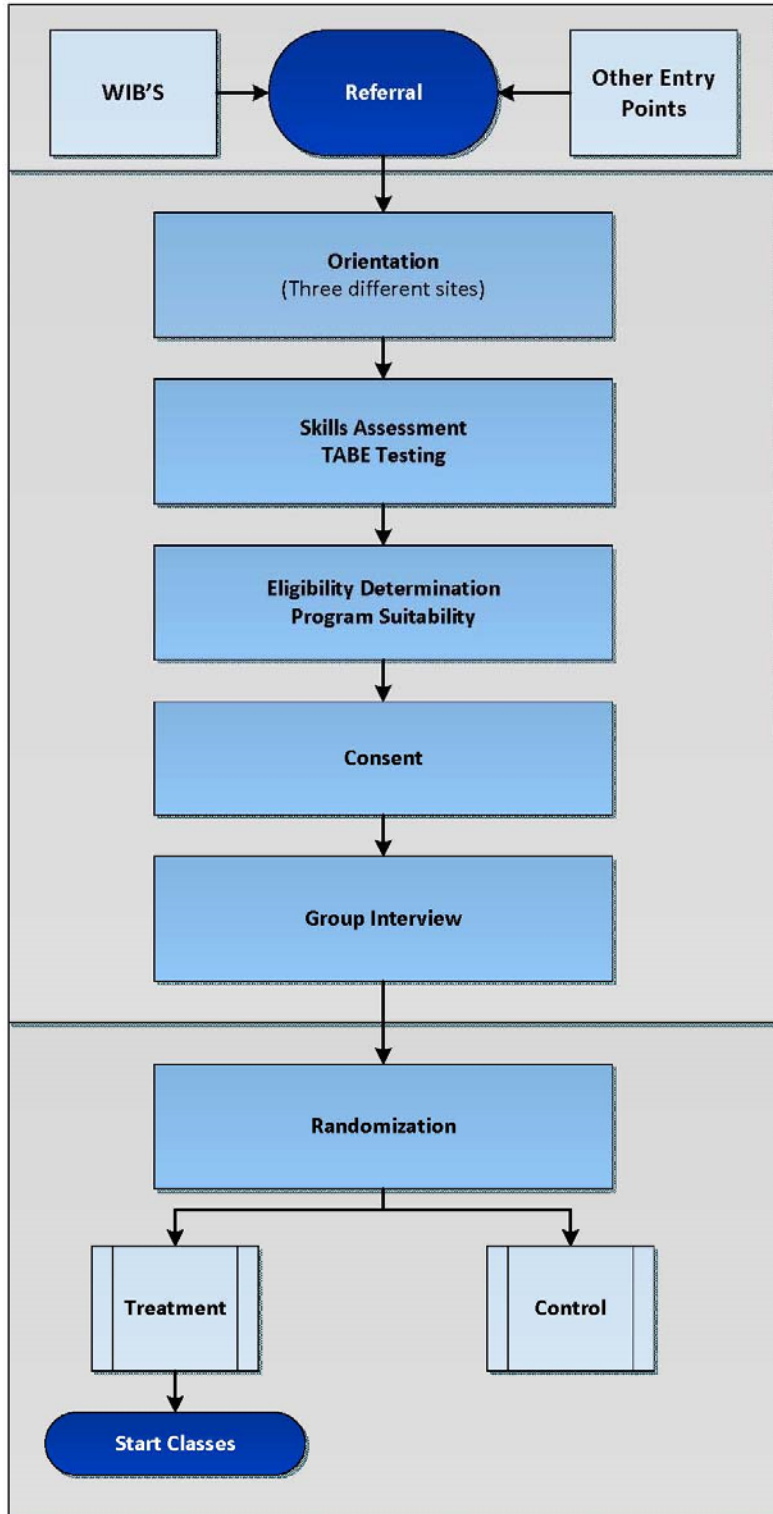 WIB'S
Referral
Other Entry
Points
Orientation
(Three different sites)
Skills Assessment
TABE Testing
Eligibility Determination
Program Suitability
Consent
Group Interview
Randomization
Treatment
Control
Start Classes